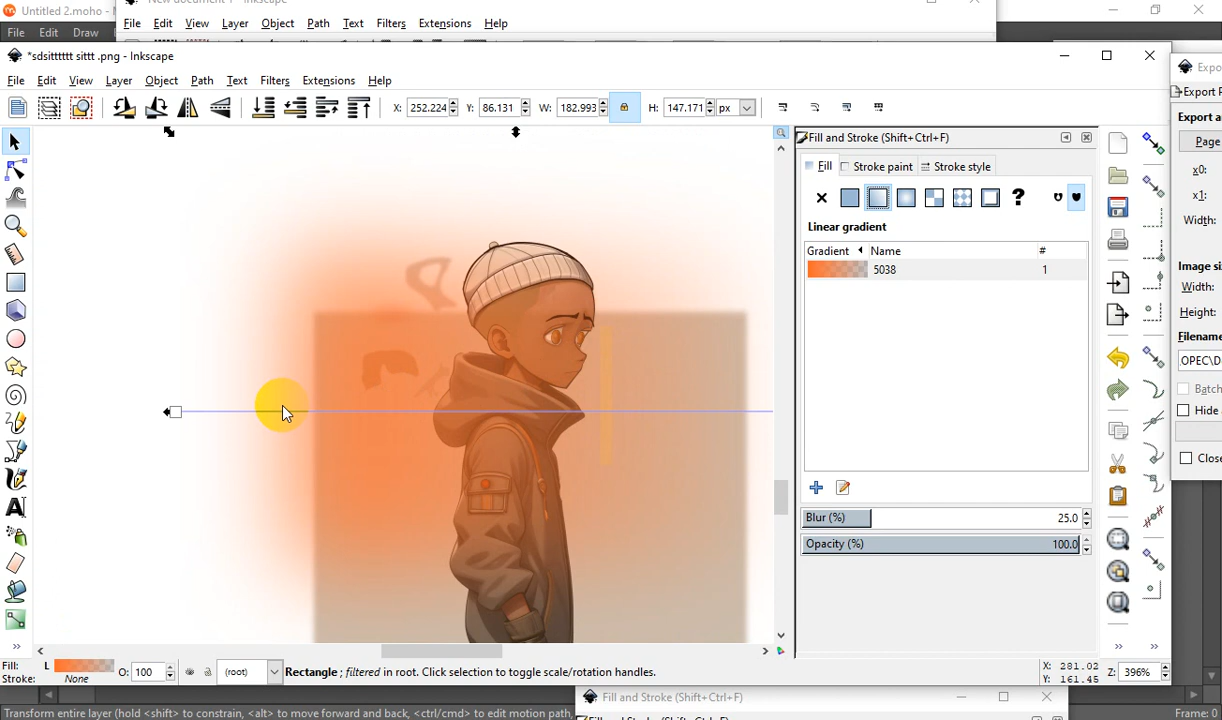 Untitled 2.moho -
New document 1 - Inkscape
File Edit Draw
File Edit View Layer Object Path Text Filters Extensions Help
*sdsitttttt sittt .png - Inkscape
File Edit View Layer Object Path Text Filters Extensions Help
X: 252.224 Y: 86.131 W: 182.993 H: 147.171 px
Expo
Export P
Export a
Page
x0:
x1:
Width:
Image si
Width:
Height:
Filename
OPEC\D
Batch
Hide
Close
Fill and Stroke (Shift+Ctrl+F)
Fill Stroke paint Stroke style
?
Linear gradient
Gradient Name #
5038 1
Blur (%) 25.0
Opacity (%) 100.0
Fill: L
Stroke: None
O: 100
(root)
Rectangle; filtered in root. Click selection to toggle scale/rotation handles.
X: 281.02
Y: 161.45
Z: 396%
Fill and Stroke (Shift+Ctrl+F)
Transform entire layer (hold <shift> to constrain, <alt> to move forward and back, <ctrl/cmd> to edit motion path,
Fill and Stroke (Shift+Ctrl+F)
Frame: 0